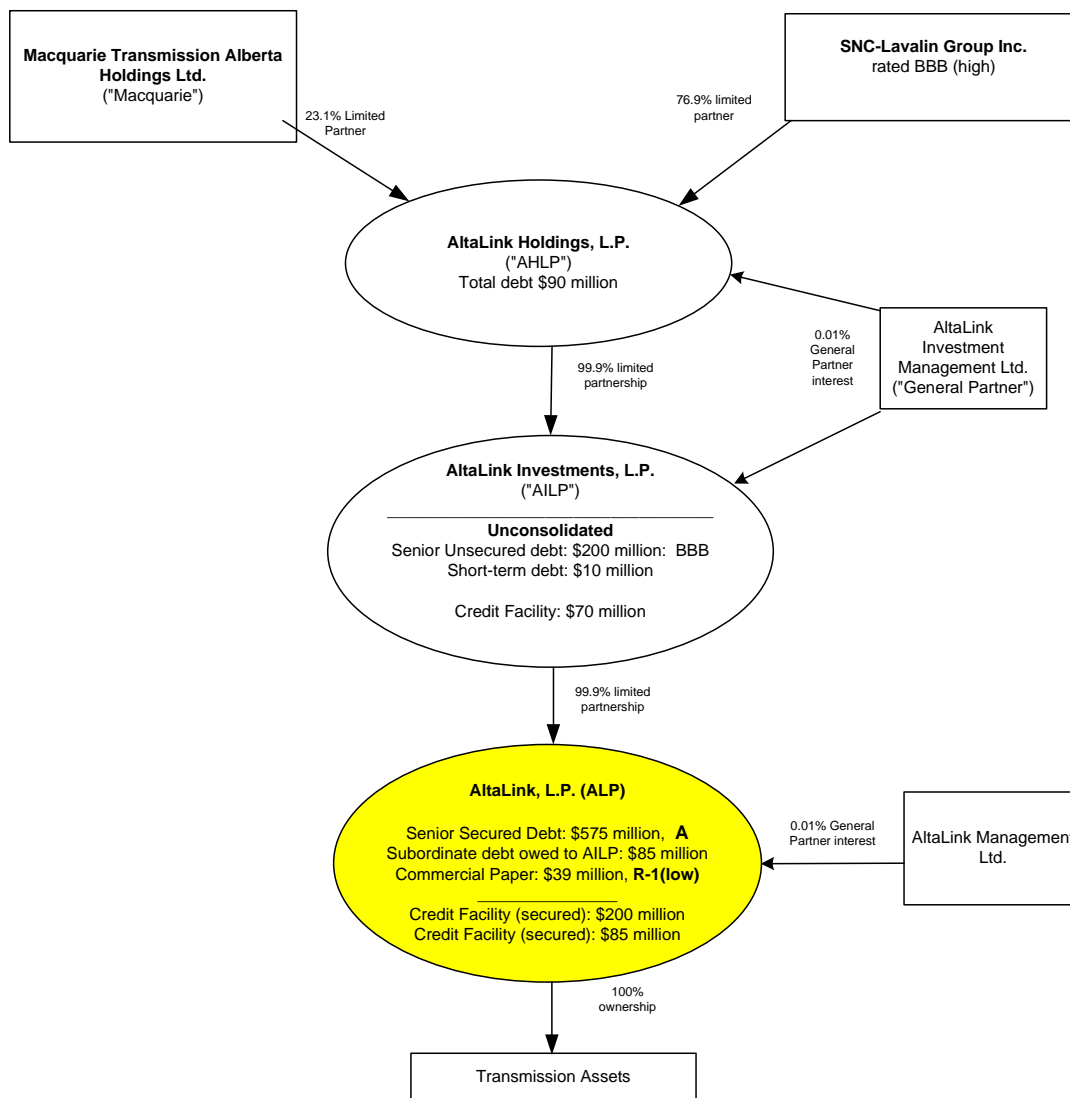 Macquarie Transmission Alberta
Holdings Ltd.
("Macquarie")
SNC-Lavalin Group Inc.
rated BBB (high)
23.1% Limited
Partner
76.9% limited
partner
AltaLink Holdings, L.P.
("AHLP")
Total debt $90 million
0.01%
General
Partner
interest
AltaLink
Investment
Management Ltd.
("General Partner")
99.9% limited
partnership
AltaLink Investments, L.P.
("AILP")
Unconsolidated
Senior Unsecured debt: $200 million: BBB
Short-term debt: $10 million
Credit Facility: $70 million
99.9% limited
partnership
AltaLink, L.P. (ALP)
Senior Secured Debt: $575 million, A
Subordinate debt owed to AILP: $85 million
Commercial Paper: $39 million, R-1(low)
Credit Facility (secured): $200 million
Credit Facility (secured): $85 million
0.01% General
Partner interest
AltaLink Management
Ltd.
100%
ownership
Transmission Assets